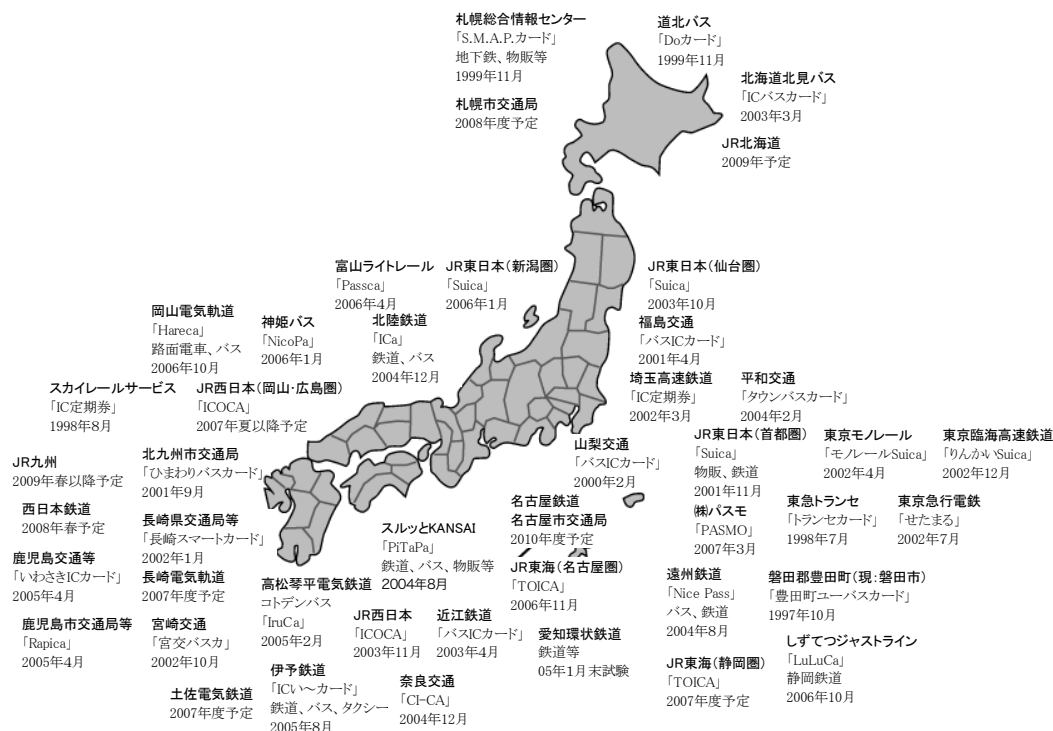 札幌総合情報センター
「S.M.A.P.カード」
地下鉄、物販等
1999年11月
道北バス
「Doカード」
1999年11月
北海道北見バス
「ICバスカード」
2003年3月
札幌市交通局
2008年度予定
JR北海道
2009年予定
富山ライトレール
「Passca」
2006年4月
JR東日本(新潟圏)
「Suica」
2006年1月
JR東日本(仙台圏)
「Suica」
2003年10月
岡山電気軌道
「Hareca」
路面電車、バス
2006年10月
神姫バス
「NicoPa」
2006年1月
北陸鉄道
「ICa」
鉄道、バス
2004年12月
福島交通
「バスICカード」
2001年4月
スカイレールサービス
「IC定期券」
1998年8月
JR西日本(岡山・広島圏)
「ICOCA」
2007年夏以降予定
埼玉高速鉄道
「IC定期券」
2002年3月
平和交通
「タウンバスカード」
2004年2月
山梨交通
「バスICカード」
2000年2月
JR東日本(首都圏)
「Suica」
物販、鉄道
2001年11月
東京モノレール
「モノレールSuica」
2002年4月
東京臨海高速鉄道
「りんかいSuica」
2002年12月
JR九州
2009年春以降予定
北九州市交通局
「ひまわりバスカード」
2001年9月
西日本鉄道
2008年春予定
長崎県交通局等
「長崎スマートカード」
2002年1月
スルッとKANSAI
「PiTaPa」
鉄道、バス、物販等
2004年8月
名古屋鉄道
名古屋市交通局
2010年度予定
㈱パスモ
「PASMO」
2007年3月
東急トランセ
「トランセカード」
1998年7月
東京急行電鉄
「せたまる」
2002年7月
鹿児島交通等
「いわさきICカード」
2005年4月
長崎電気軌道
2007年度予定
高松琴平電気鉄道
コトデンバス
「IruCa」
2005年2月
JR東海(名古屋圏)
「TOICA」
2006年11月
遠州鉄道
「Nice Pass」
バス、鉄道
2004年8月
磐田郡豊田町(現:磐田市)
「豊田町ユーバスカード」
1997年10月
鹿児島市交通局等
「Rapica」
2005年4月
宮崎交通
「宮交バスカ」
2002年10月
JR西日本
「ICOCA」
2003年11月
近江鉄道
「バスICカード」
2003年4月
愛知環状鉄道
鉄道等
05年1月末試験
JR東海(静岡圏)
「TOICA」
2007年度予定
しずてつジャストライン
「LuLuCa」
静岡鉄道
2006年10月
土佐電気鉄道
2007年度予定
伊予鉄道
「ICい~カード」
鉄道、バス、タクシー
2005年8月
奈良交通
「CI-CA」
2004年12月